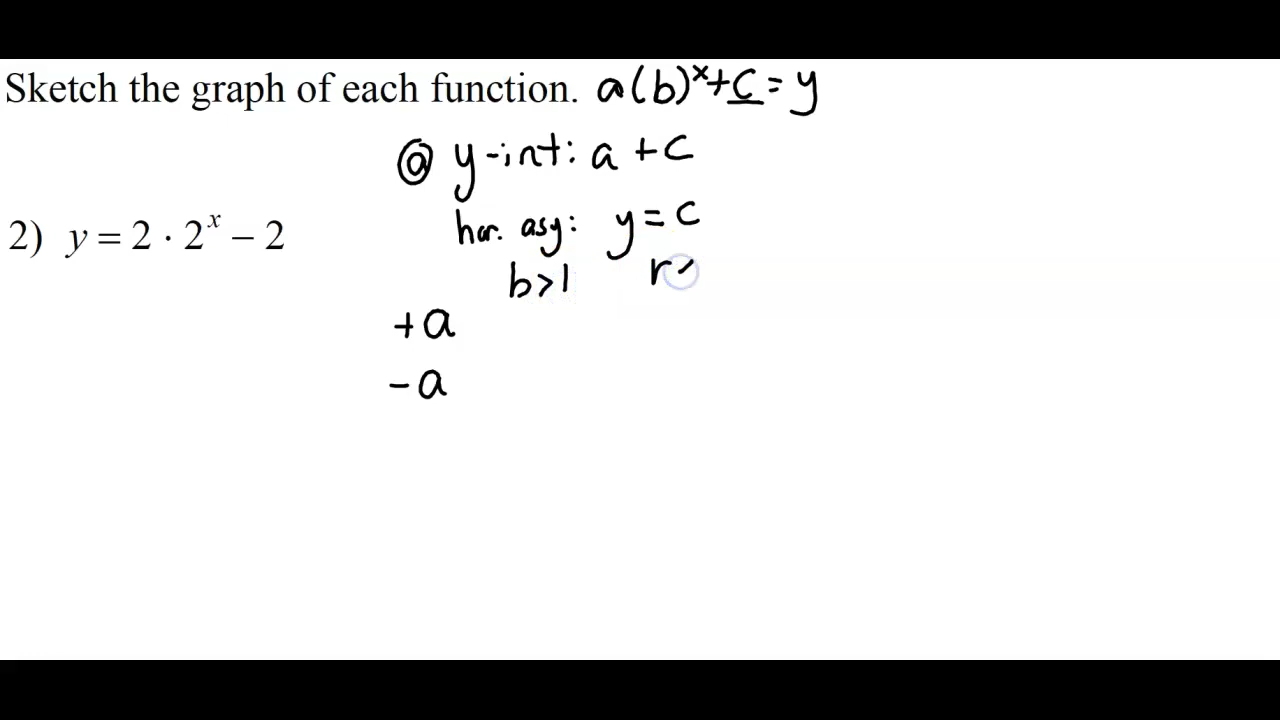 Sketch the graph of each function. a(b)^x + c = y
@ y-int: a + c
2) y = 2 · 2^x − 2
hor. asy: y = c
b>1
+a
-a